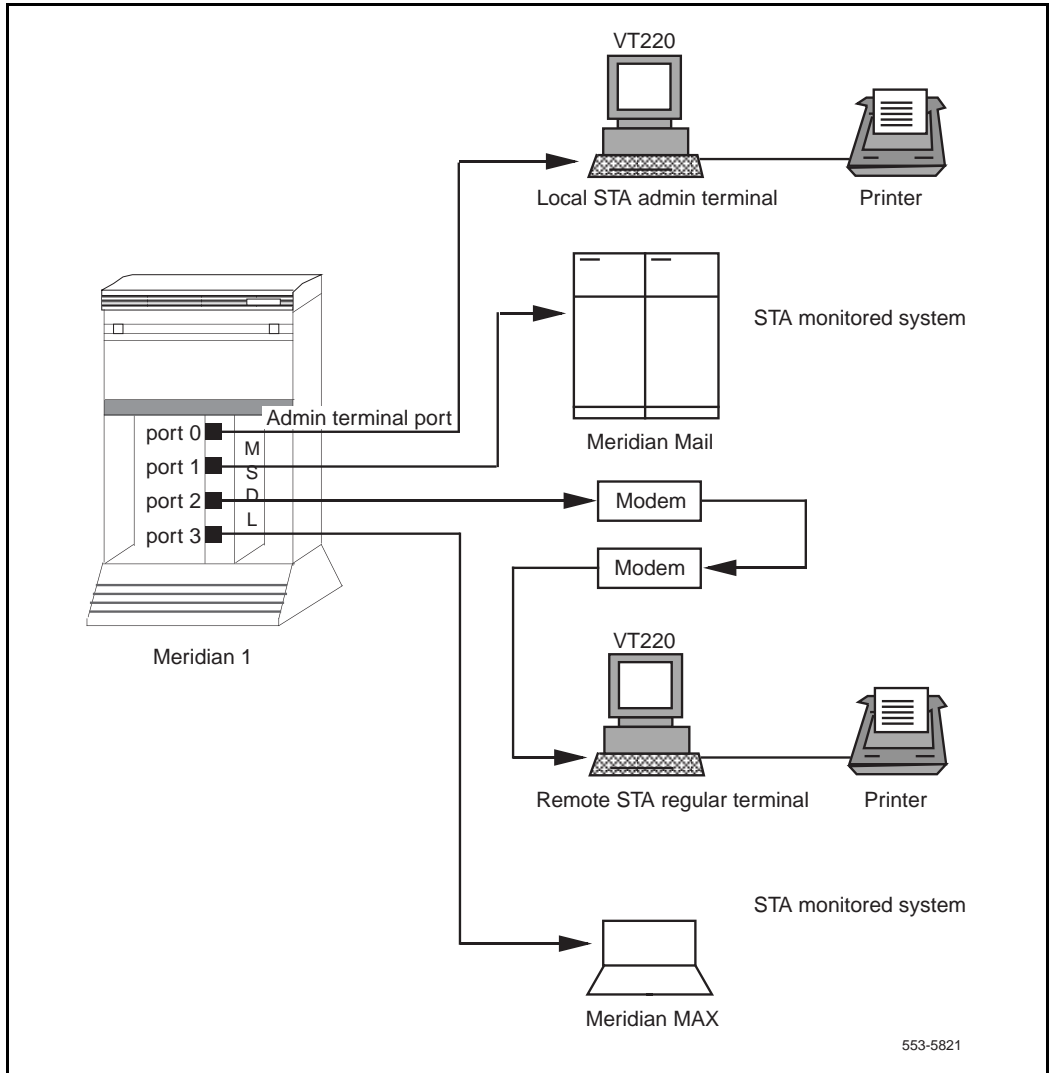 VT220
Local STA admin terminal
Printer
STA monitored system
Meridian Mail
Admin terminal port
port 0
port 1
port 2
port 3
M
S
D
L
Meridian 1
Modem
Modem
VT220
Remote STA regular terminal
Printer
STA monitored system
Meridian MAX
553-5821